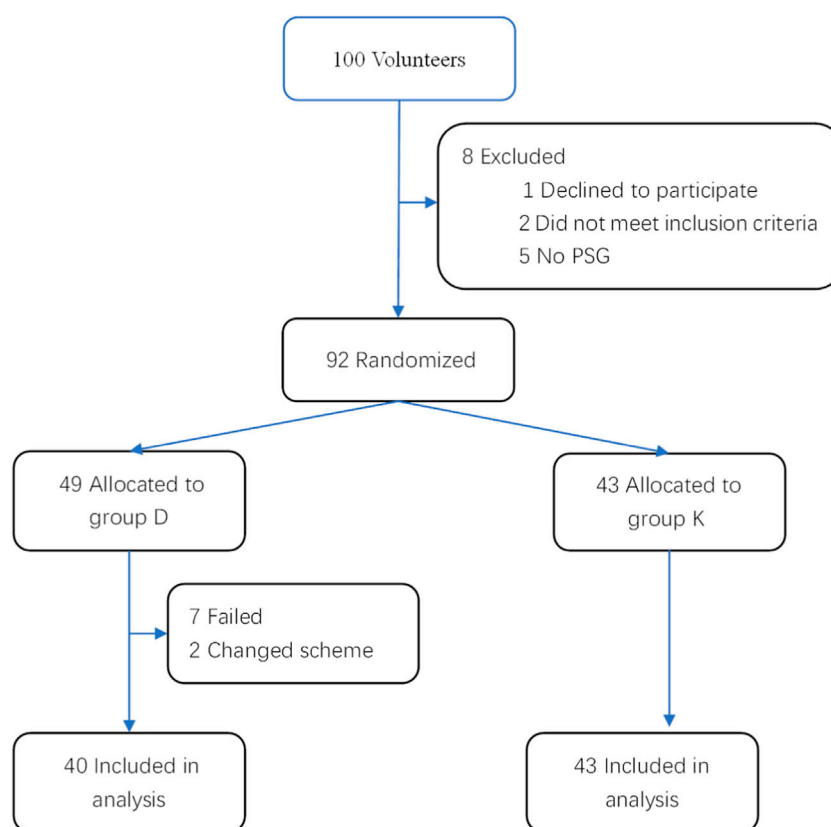 100 Volunteers
8 Excluded
1 Declined to participate
2 Did not meet inclusion criteria
5 No PSG
92 Randomized
49 Allocated to
group D
43 Allocated to
group K
7 Failed
2 Changed scheme
40 Included in
analysis
43 Included in
analysis